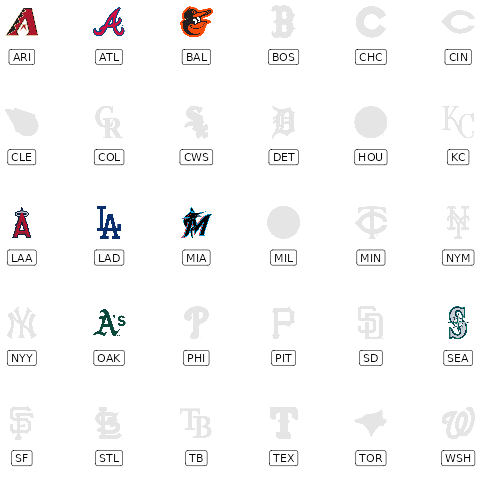 ARI ATL BAL BOS CHC CIN
CLE COL CWS DET HOU KC
LAA LAD MIA MIL MIN NYM
NYY OAK PHI PIT SD SEA
SF STL TB TEX TOR WSH